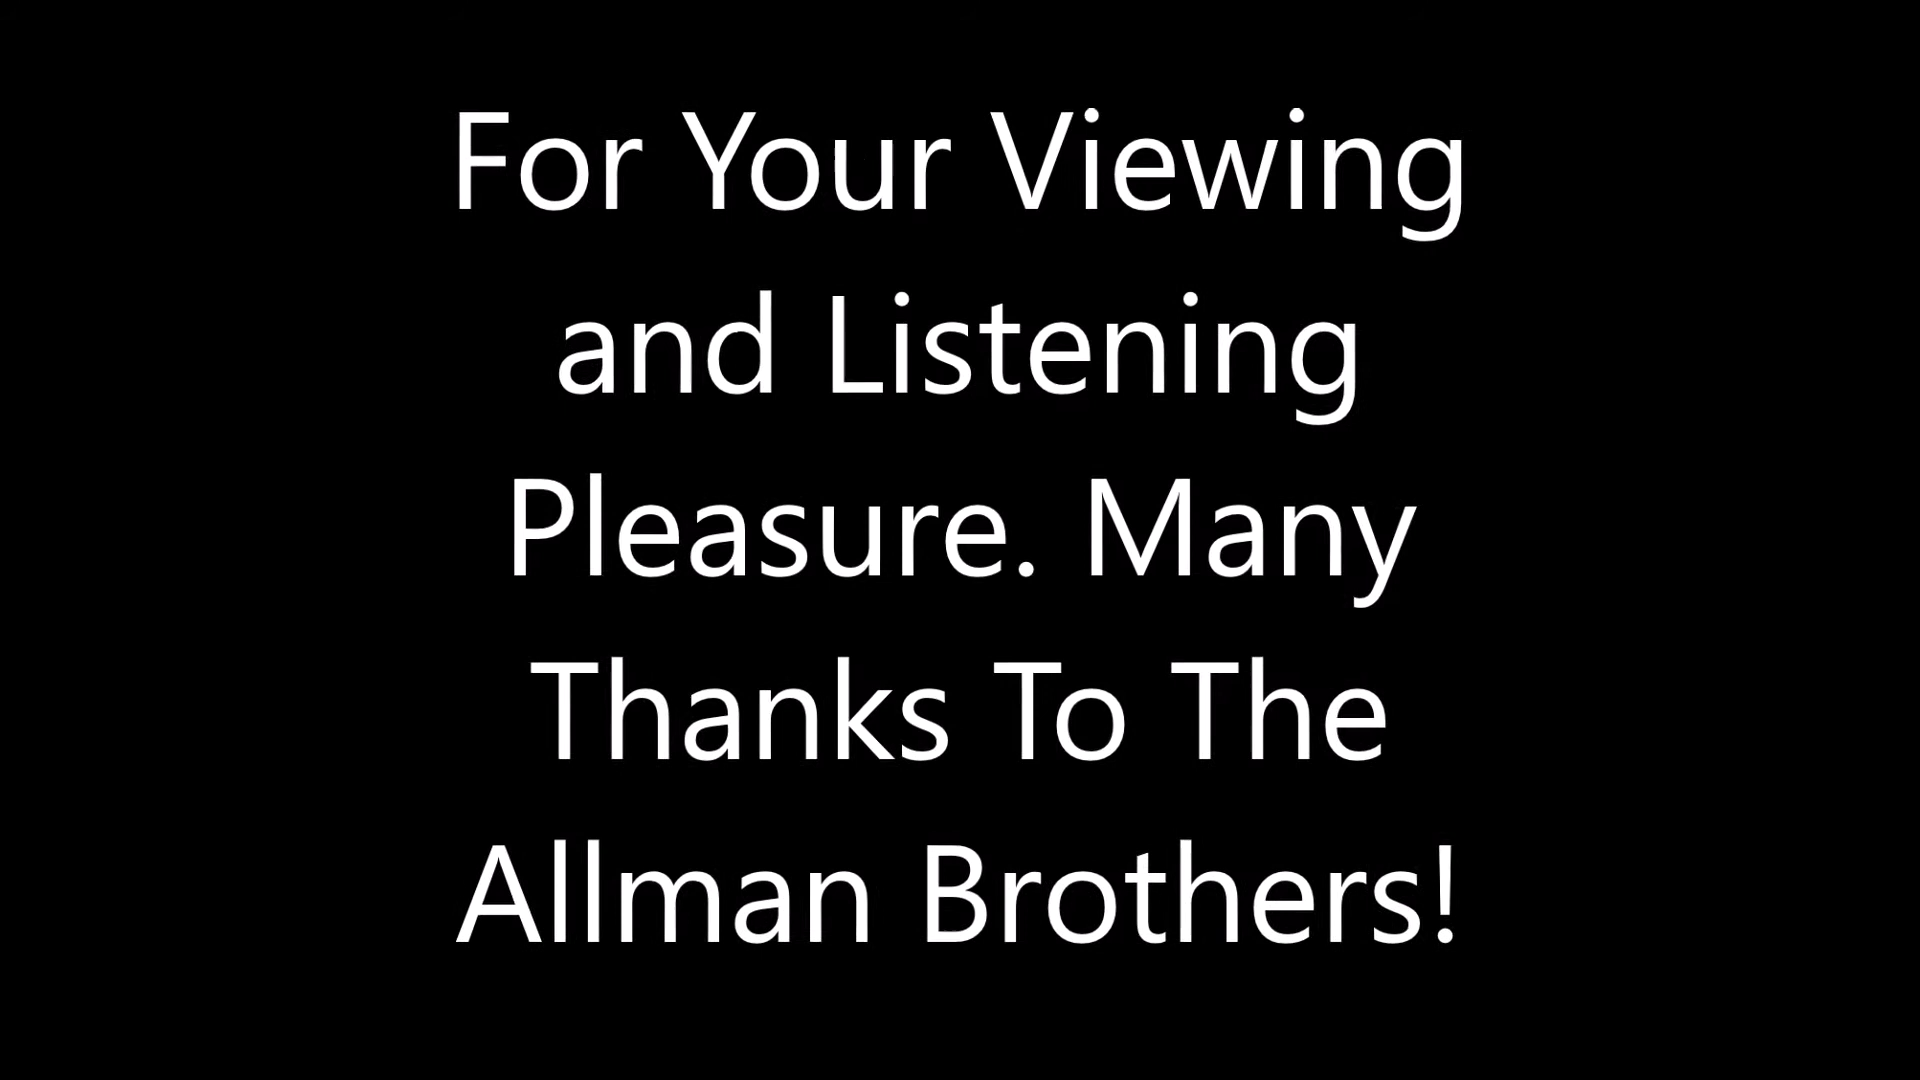 For Your Viewing
and Listening
Pleasure. Many
Thanks To The
Allman Brothers!